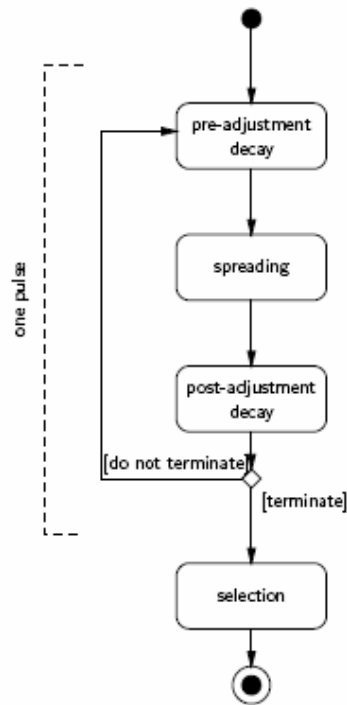 pre-adjustment
decay
one pulse
spreading
post-adjustment
decay
[do not terminate]
[terminate]
selection